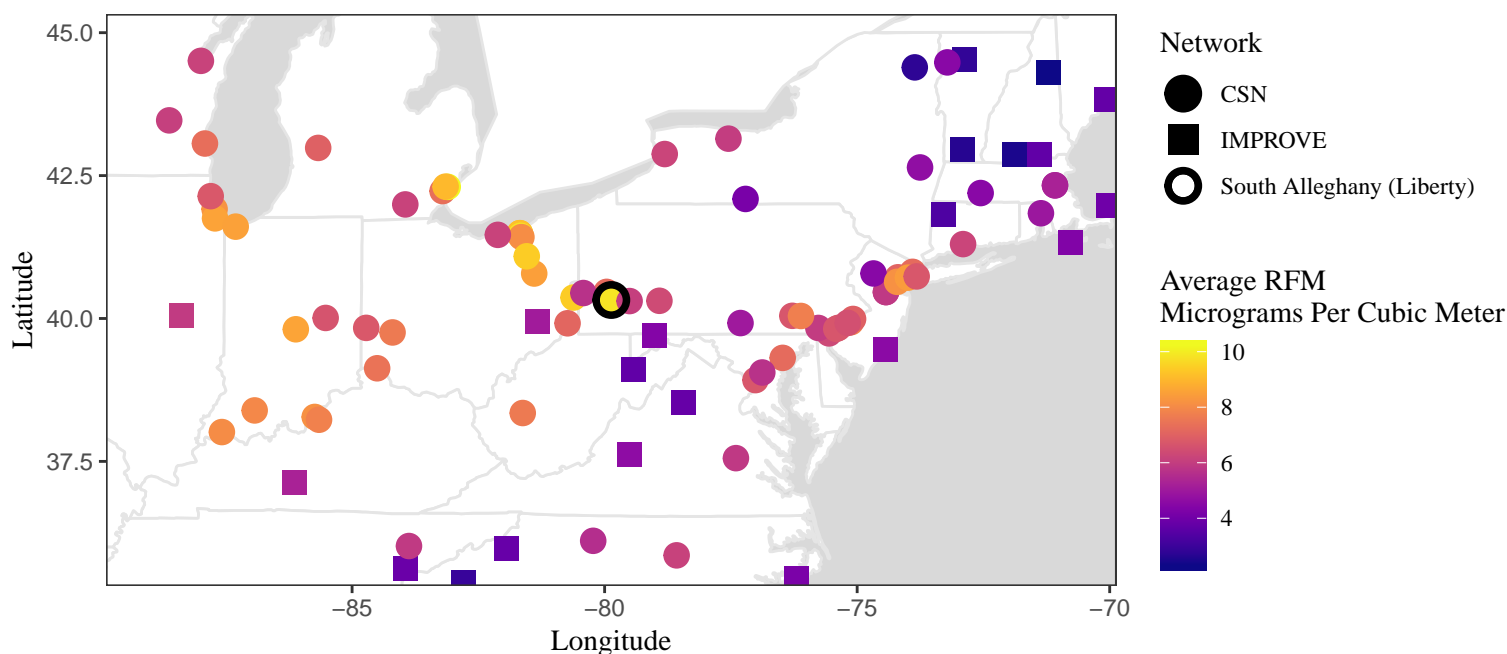 45.0
42.5
40.0
37.5
Latitude
−85
−80
−75
−70
Longitude
Network
CSN
IMPROVE
South Alleghany (Liberty)
Average RFM
Micrograms Per Cubic Meter
10
8
6
4